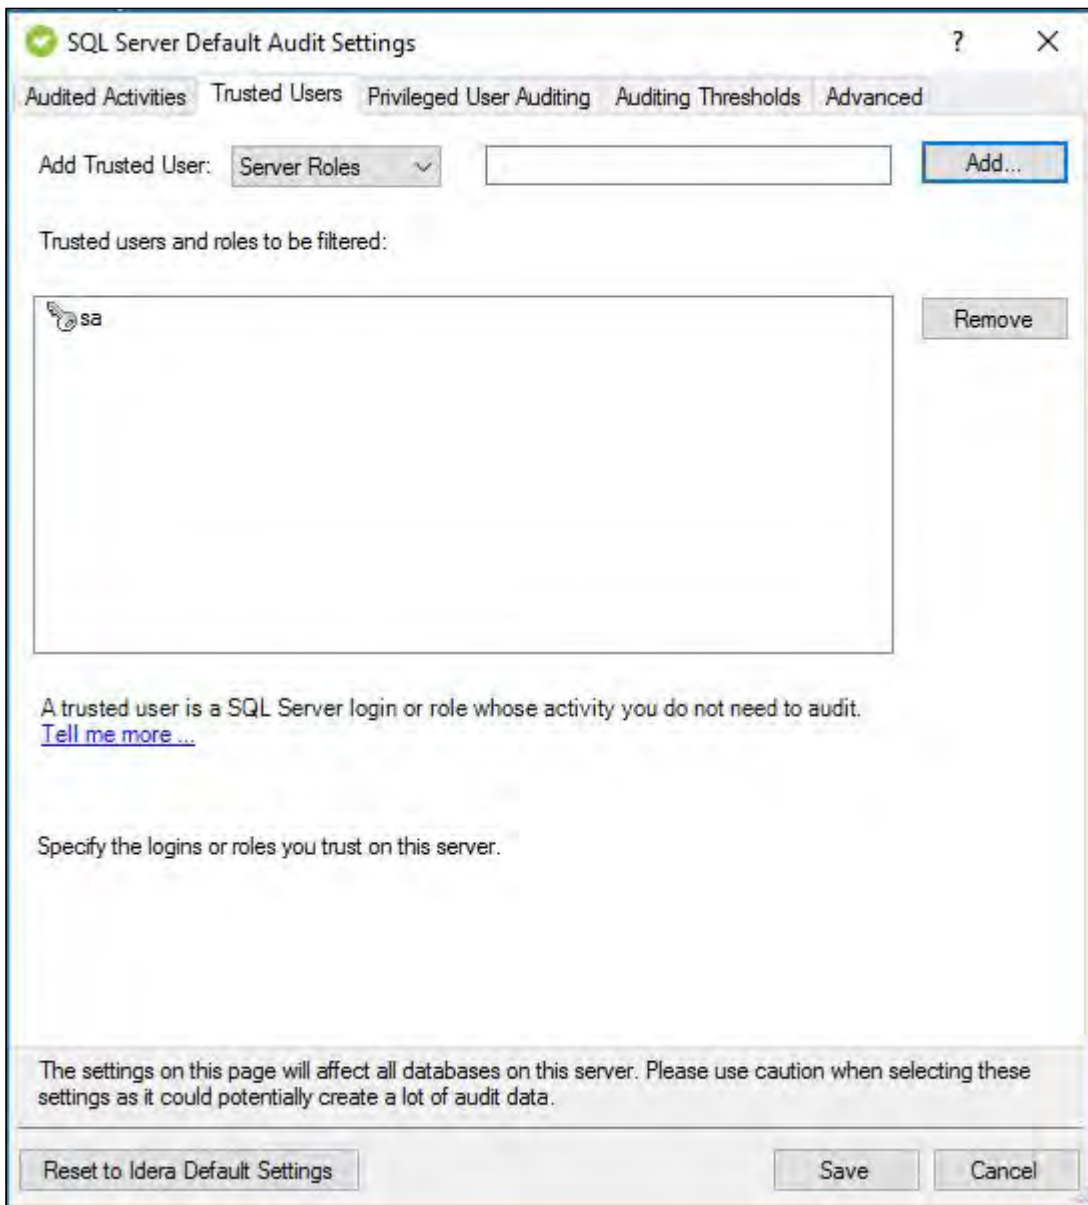 SQL Server Default Audit Settings ?
Audited Activities Trusted Users Privileged User Auditing Auditing Thresholds Advanced
Add Trusted User: Server Roles Add...
Trusted users and roles to be filtered:
sa Remove
A trusted user is a SQL Server login or role whose activity you do not need to audit.
Tell me more ...
Specify the logins or roles you trust on this server.
The settings on this page will affect all databases on this server. Please use caution when selecting these
settings as it could potentially create a lot of audit data.
Reset to Idera Default Settings Save Cancel